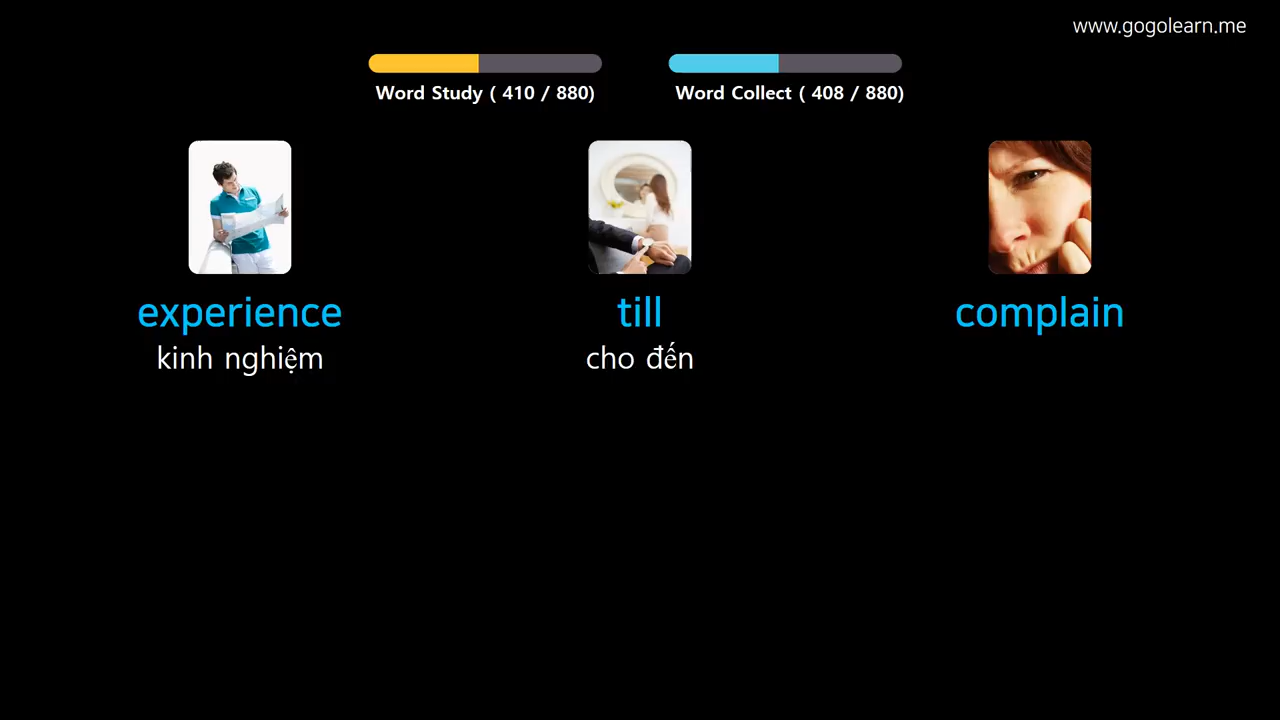 www.gogolearn.me
Word Study ( 410 / 880)
Word Collect ( 408 / 880)
experience
kinh nghiệm
till
cho đến
complain